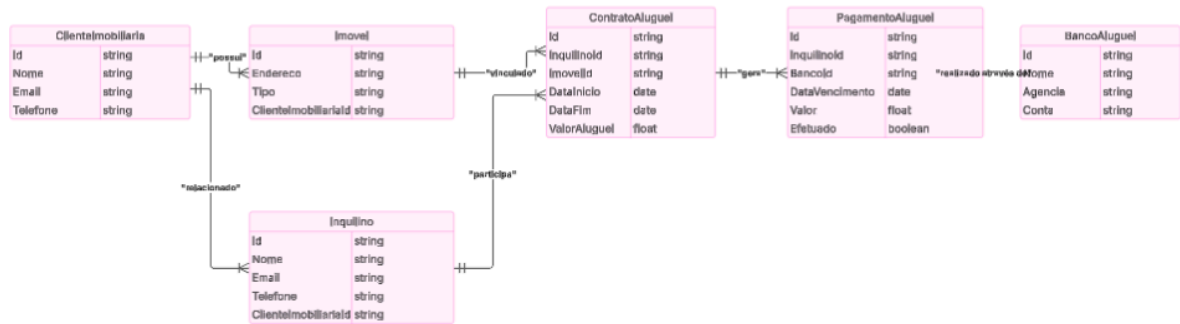 ClienteImobiliaria
Id string
Nome string
Email string
Telefone string
"possui"
Imovel
Id string
Endereco string
Tipo string
ClienteImobiliariaId string
"vinculado"
ContratoAluguel
Id string
InquilinoId string
ImovelId string
DataInicio date
DataFim date
ValorAluguel float
"gera"
PagamentoAluguel
Id string
InquilinoId string
BancoId string
DataVencimento date
Valor float
Efetuado boolean
"realizado através de"
BancoAluguel
Id string
Nome string
Agencia string
Conta string
"relacionado"
"participa"
Inquilino
Id string
Nome string
Email string
Telefone string
ClienteImobiliariaId string